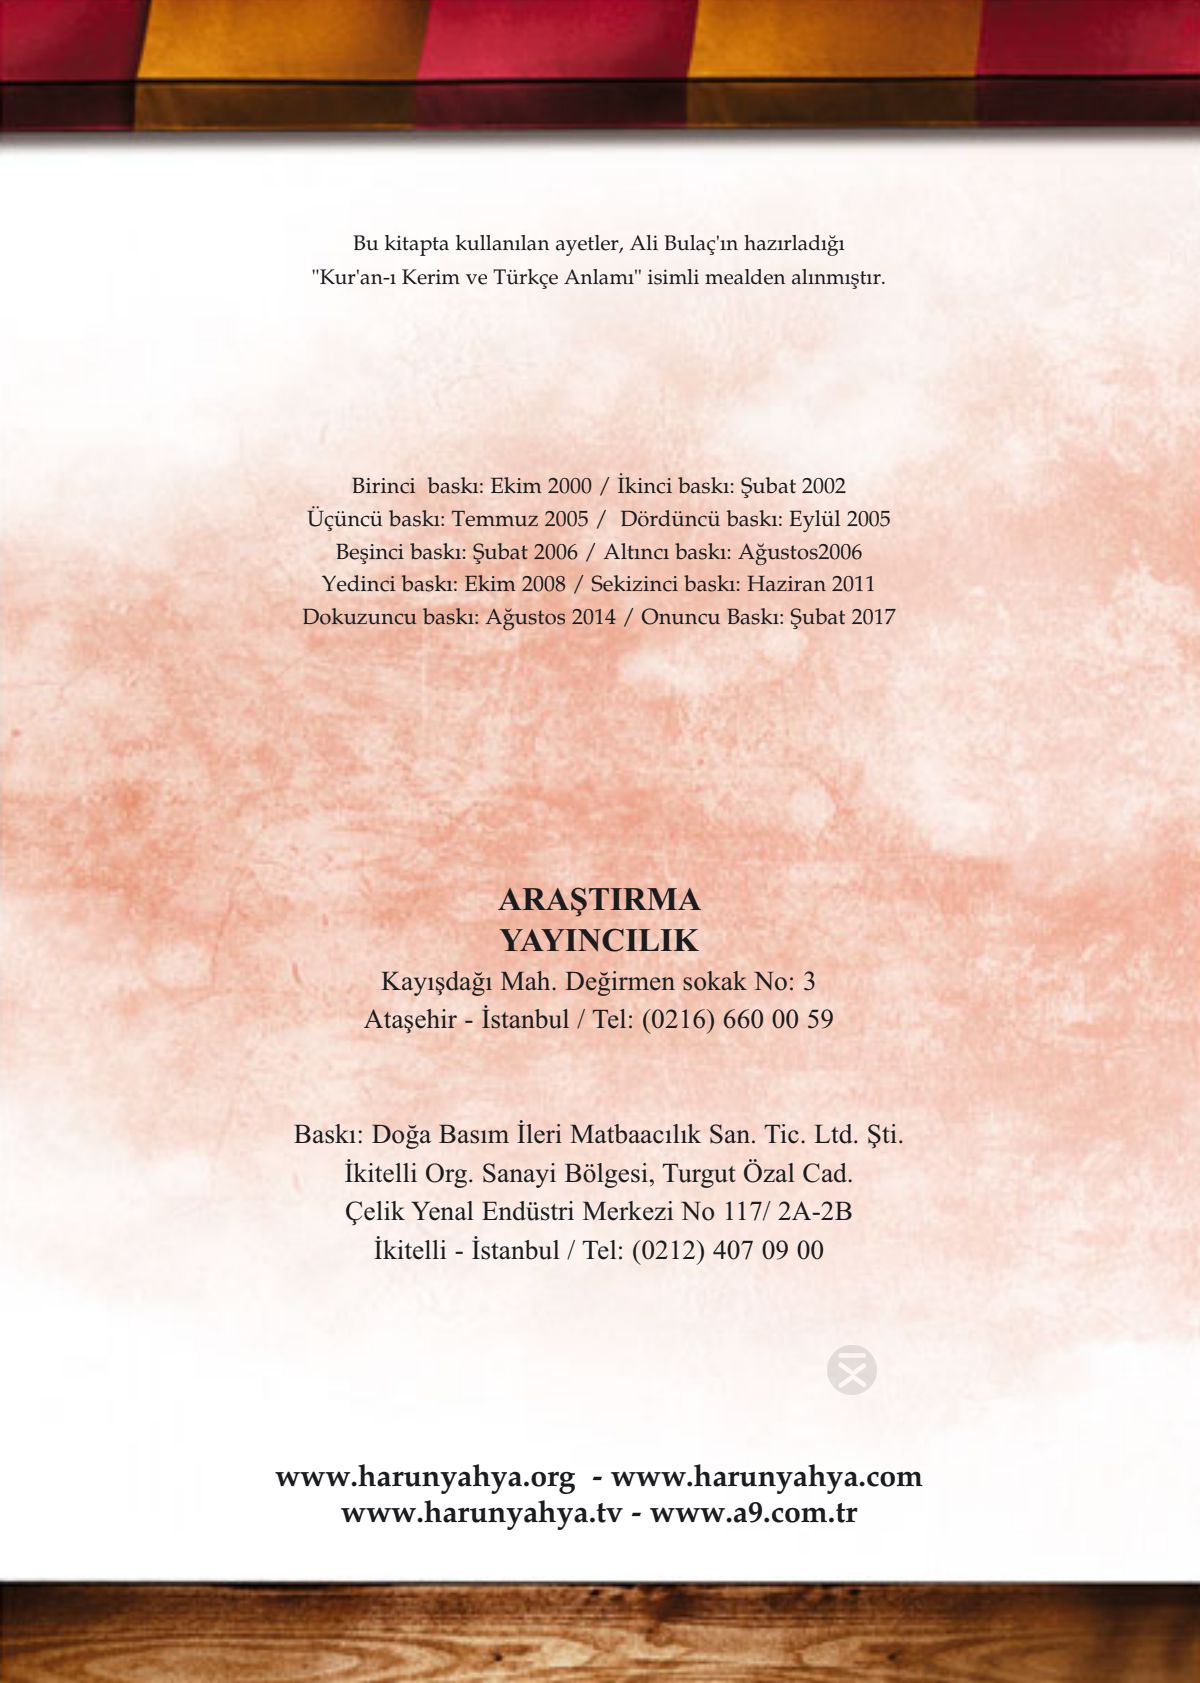 Bu kitapta kullanılan ayetler, Ali Bulaç'ın hazırladığı
"Kur'an-ı Kerim ve Türkçe Anlamı" isimli mealden alınmıştır.
Birinci baskı: Ekim 2000 / İkinci baskı: Şubat 2002
Üçüncü baskı: Temmuz 2005 / Dördüncü baskı: Eylül 2005
Beşinci baskı: Şubat 2006 / Altıncı baskı: Ağustos2006
Yedinci baskı: Ekim 2008 / Sekizinci baskı: Haziran 2011
Dokuzuncu baskı: Ağustos 2014 / Onuncu Baskı: Şubat 2017
ARAŞTIRMA
YAYINCILIK
Kayışdağı Mah. Değirmen sokak No: 3
Ataşehir - İstanbul / Tel: (0216) 660 00 59
Baskı: Doğa Basım İleri Matbaacılık San. Tic. Ltd. Şti.
İkitelli Org. Sanayi Bölgesi, Turgut Özal Cad.
Çelik Yenal Endüstri Merkezi No 117/ 2A-2B
İkitelli - İstanbul / Tel: (0212) 407 09 00
www.harunyahya.org - www.harunyahya.com
www.harunyahya.tv - www.a9.com.tr